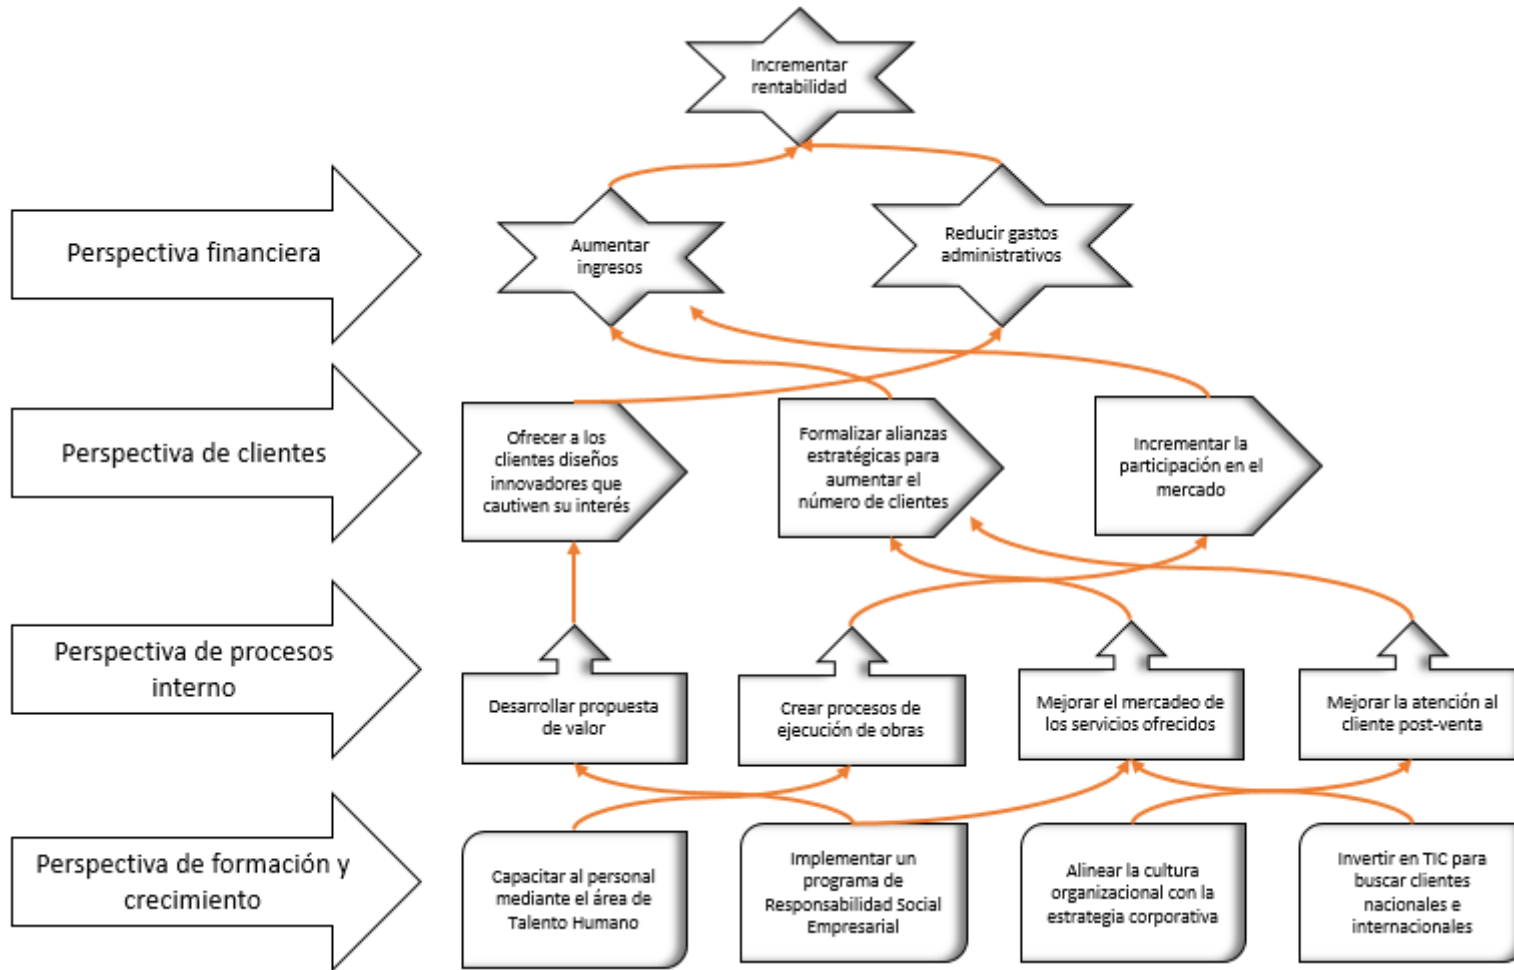 Incrementar
rentabilidad
Perspectiva financiera
Aumentar
ingresos
Reducir gastos
administrativos
Perspectiva de clientes
Ofrecer a los
clientes diseños
innovadores que
cautiven su interés
Formalizar alianzas
estratégicas para
aumentar el
número de clientes
Incrementar la
participación en el
mercado
Perspectiva de procesos
interno
Desarrollar propuesta
de valor
Crear procesos de
ejecución de obras
Mejorar el mercadeo de
los servicios ofrecidos
Mejorar la atención al
cliente post-venta
Perspectiva de formación y
crecimiento
Capacitar al personal
mediante el área de
Talento Humano
Implementar un
programa de
Responsabilidad Social
Empresarial
Alinear la cultura
organizacional con la
estrategia corporativa
Invertir en TIC para
buscar clientes
nacionales e
internacionales